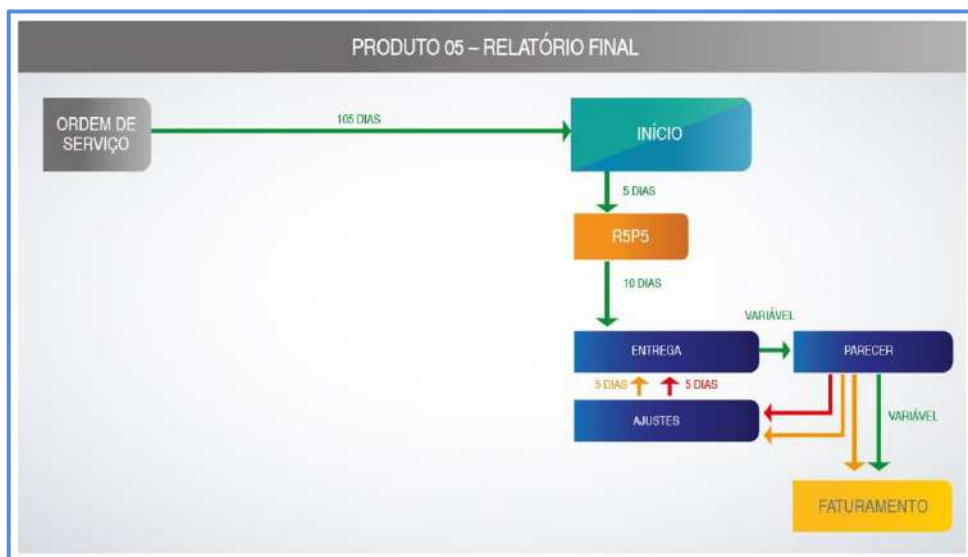 PRODUTO 05 – RELATÓRIO FINAL
ORDEM DE
SERVIÇO
105 DIAS
INÍCIO
5 DIAS
R5P5
10 DIAS
VARIÁVEL
ENTREGA
PARECER
5 DIAS
5 DIAS
AJUSTES
VARIÁVEL
FATURAMENTO